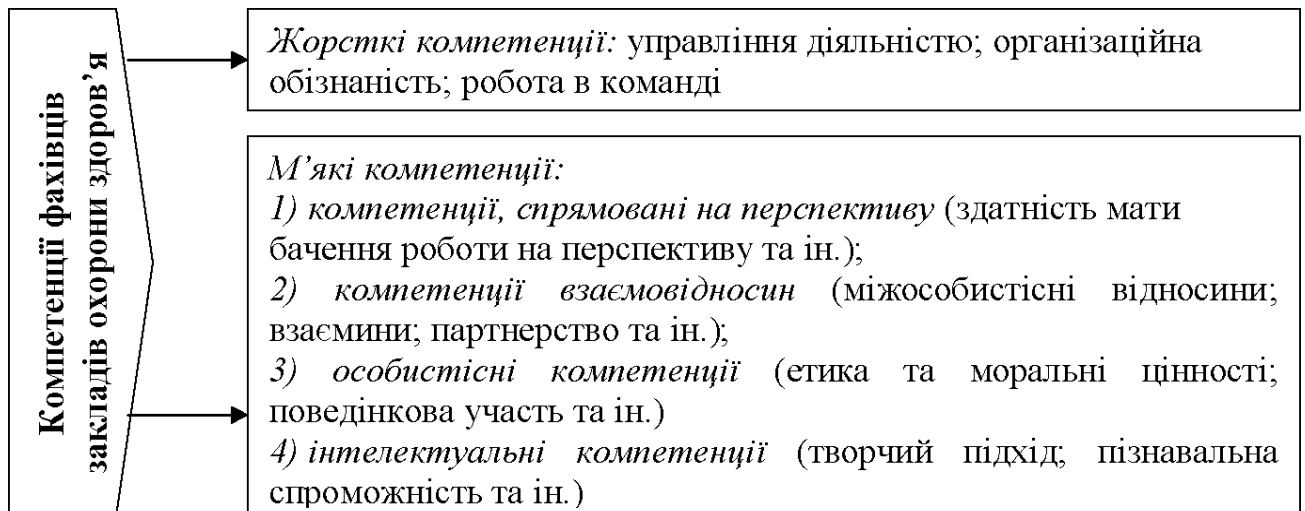 Компетенції фахівців
закладів охорони здоров’я
Жорсткі компетенції: управління діяльністю; організаційна
обізнаність; робота в команді
М’які компетенції:
1) компетенції, спрямовані на перспективу (здатність мати
бачення роботи на перспективу та ін.);
2) компетенції взаємовідносин (міжособистісні відносини;
взаємини; партнерство та ін.);
3) особистісні компетенції (етика та моральні цінності;
поведінкова участь та ін.)
4) інтелектуальні компетенції (творчий підхід; пізнавальна
спроможність та ін.)